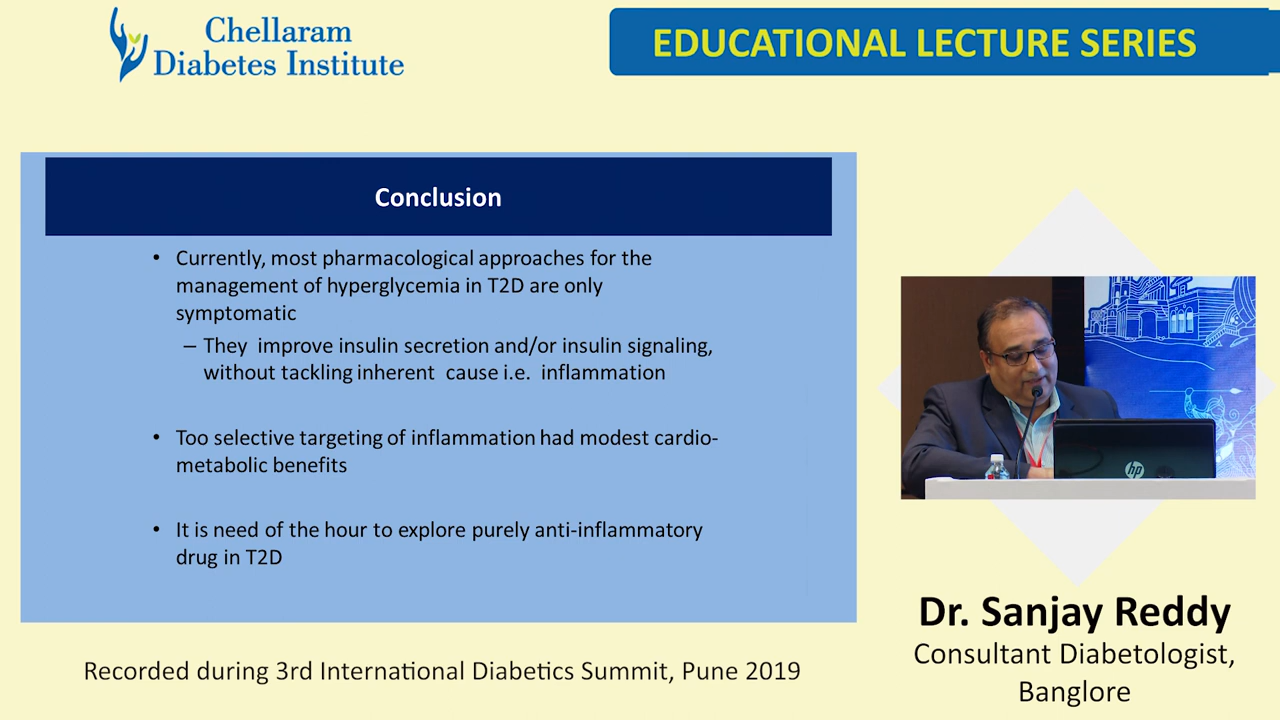 Chellaram
Diabetes Institute
EDUCATIONAL LECTURE SERIES
Conclusion
• Currently, most pharmacological approaches for the
management of hyperglycemia in T2D are only
symptomatic
– They improve insulin secretion and/or insulin signaling,
without tackling inherent cause i.e. inflammation
• Too selective targeting of inflammation had modest cardio-
metabolic benefits
• It is need of the hour to explore purely anti-inflammatory
drug in T2D
hp
Dr. Sanjay Reddy
Consultant Diabetologist,
Banglore
Recorded during 3rd International Diabetics Summit, Pune 2019